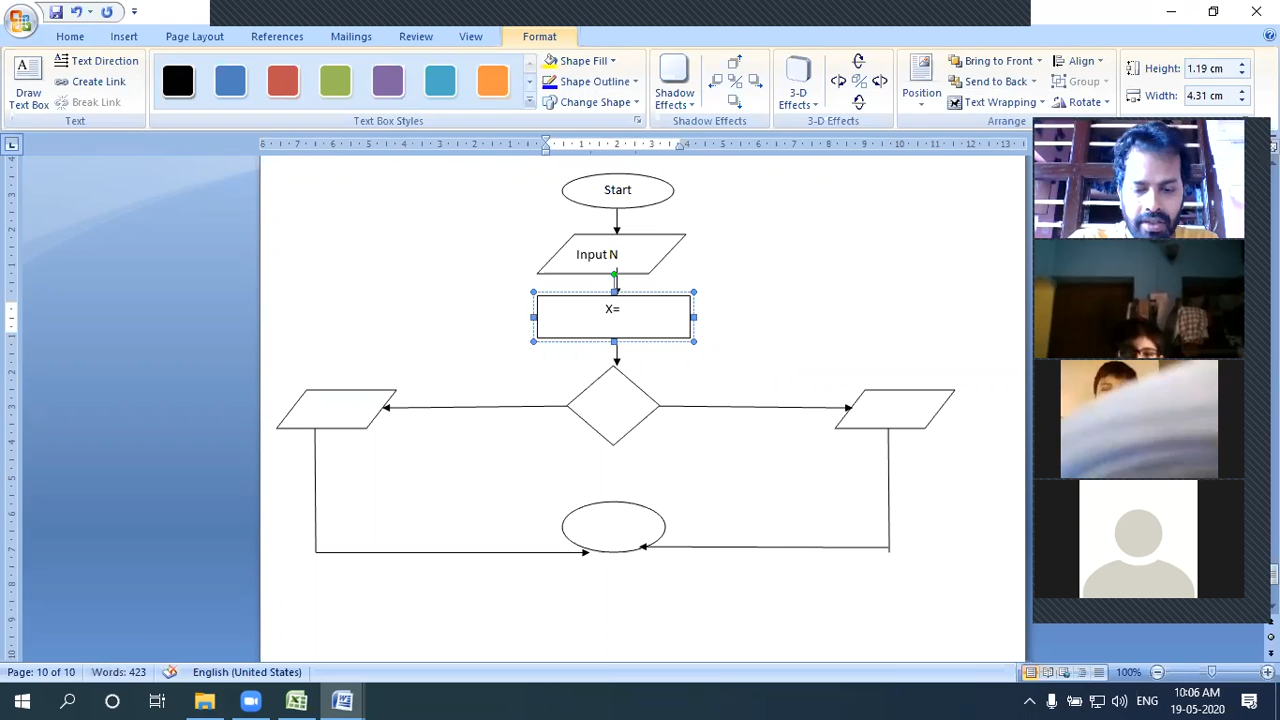 Home Insert Page Layout References Mailings Review View Format
Text Direction
Create Link
Break Link
Draw
Text Box
Text
Text Box Styles
Shape Fill
Shape Outline
Change Shape
Shadow
Effects
Shadow Effects
3-D
Effects
3-D Effects
Position
Bring to Front
Send to Back
Text Wrapping
Align
Group
Rotate
Arrange
Height: 1.19 cm
Width: 4.31 cm
Start
Input N
X=
Page: 10 of 10 Words: 423 English (United States) 100%
ENG
10:06 AM
19-05-2020